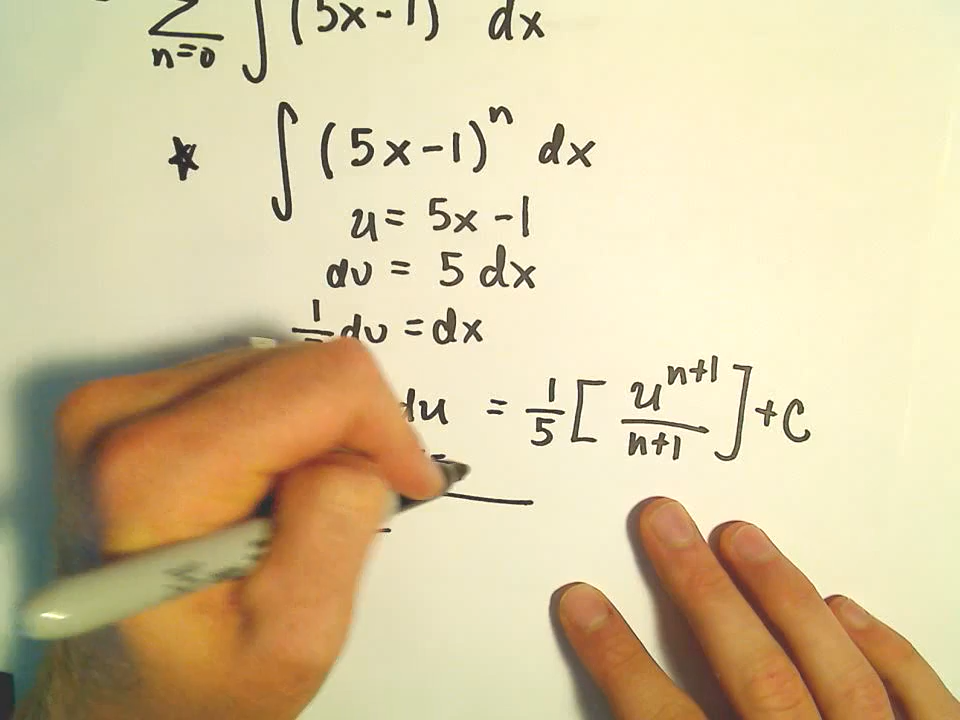 ∑ n=0 ∫ (5x-1) dx
* ∫ (5x-1)^n dx
u = 5x -1
du = 5 dx
1 du = dx
du = 1/5 [ u^(n+1) / (n+1) ] + C